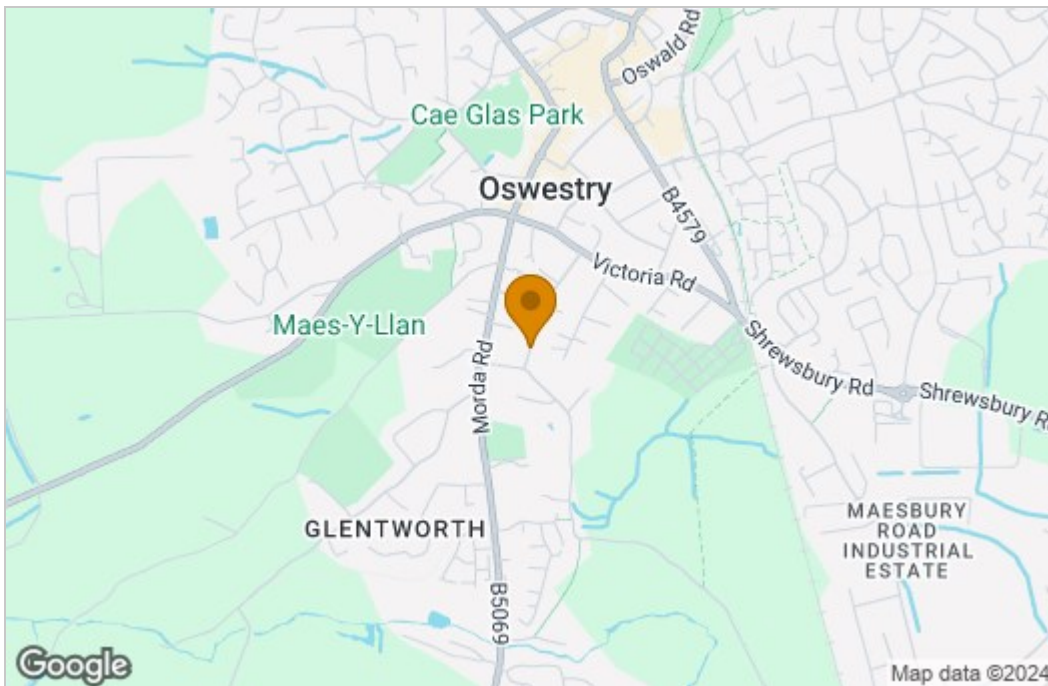 Oswald Rd
Cae Glas Park
Oswestry
B4579
Victoria Rd
Maes-Y-Llan
Morda Rd
Shrewsbury Rd
Shrewsbury R
GLENTWORTH
MAESBURY
ROAD
INDUSTRIAL
ESTATE
B5069
Google
Map data ©2024